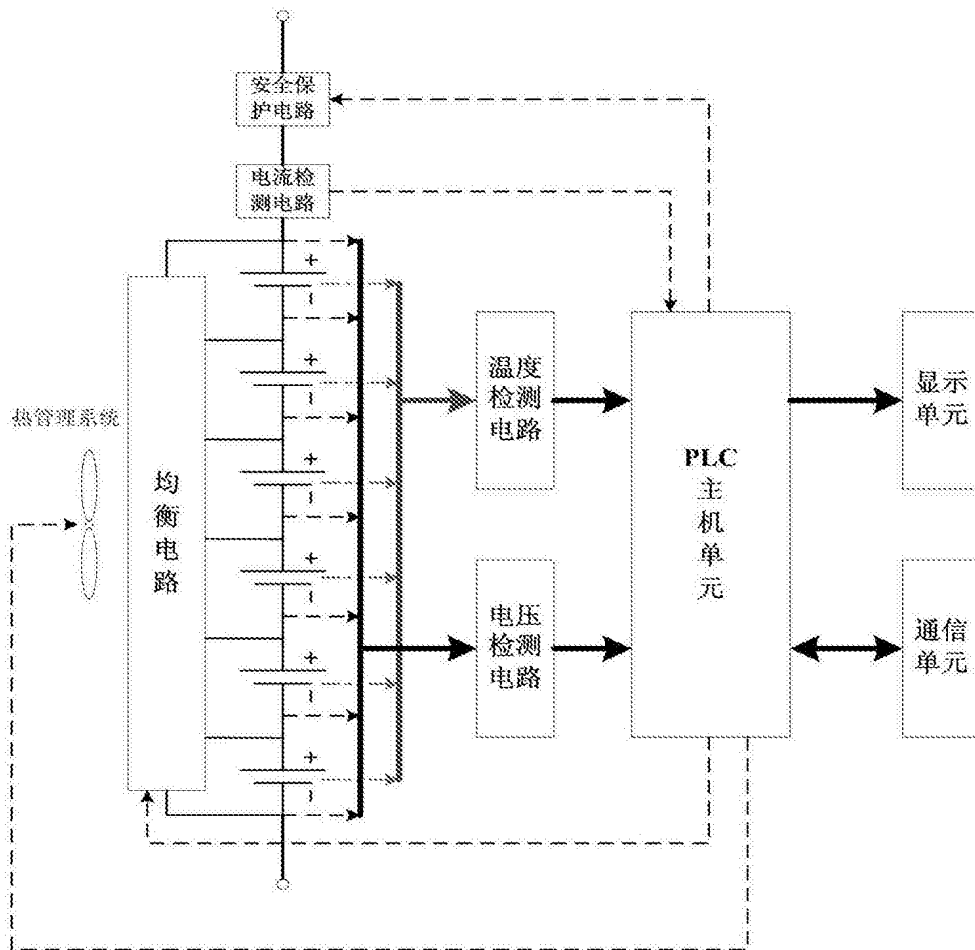 安全保
护电路
电流检
测电路
+
+
+
+
+
+
热管理系统
均
衡
电
路
温度
检测
电路
电压
检测
电路
PLC
主
机
单
元
显示
单元
通信
单元